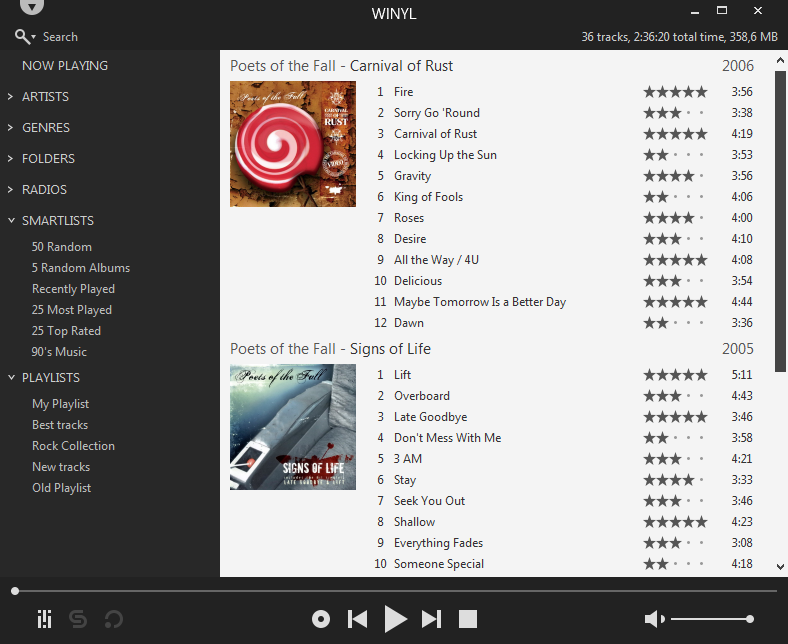 WINYL
Search
36 tracks, 2:36:20 total time, 358,6 MB
NOW PLAYING
ARTISTS
GENRES
FOLDERS
RADIOS
SMARTLISTS
50 Random
5 Random Albums
Recently Played
25 Most Played
25 Top Rated
90's Music
PLAYLISTS
My Playlist
Best tracks
Rock Collection
New tracks
Old Playlist
Poets of the Fall - Carnival of Rust 2006
Poets of the Fall
CARNIVAL
OF
RUST
VIDEO
1 Fire 3:56
2 Sorry Go 'Round 3:38
3 Carnival of Rust 4:19
4 Locking Up the Sun 3:53
5 Gravity 3:56
6 King of Fools 4:06
7 Roses 4:00
8 Desire 4:10
9 All the Way / 4U 4:08
10 Delicious 3:54
11 Maybe Tomorrow Is a Better Day 4:44
12 Dawn 3:36
Poets of the Fall - Signs of Life 2005
Poets of the Fall
SIGNS OF LIFE
LATE GOODBYE & LIFT
1 Lift 5:11
2 Overboard 4:43
3 Late Goodbye 3:46
4 Don't Mess With Me 3:58
5 3 AM 4:21
6 Stay 3:33
7 Seek You Out 3:46
8 Shallow 4:23
9 Everything Fades 3:08
10 Someone Special 4:18